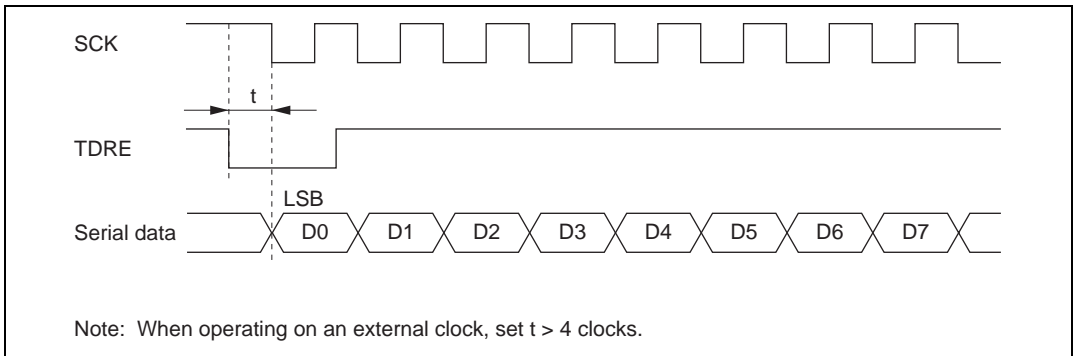 SCK
t
TDRE
LSB
Serial data D0 D1 D2 D3 D4 D5 D6 D7
Note: When operating on an external clock, set t > 4 clocks.